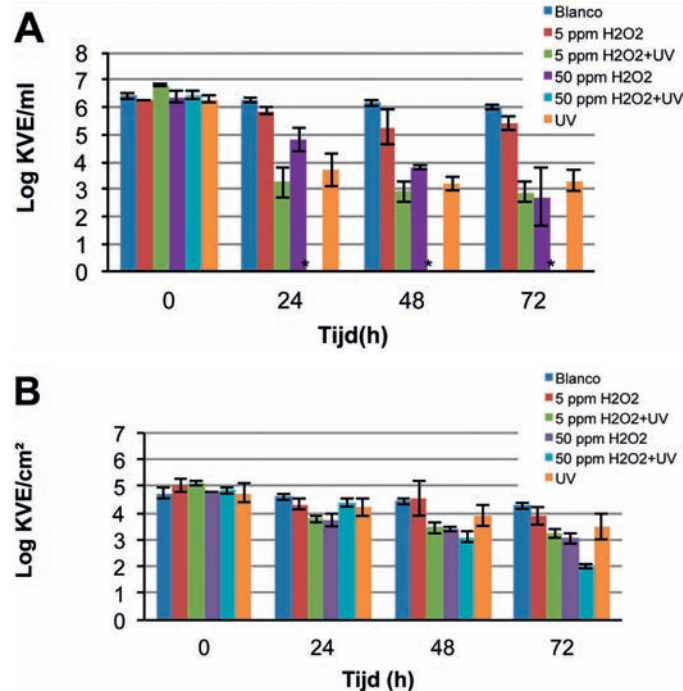 A
Blanco
5 ppm H2O2
5 ppm H2O2+UV
50 ppm H2O2
50 ppm H2O2+UV
UV
Log KVE/ml
8
7
6
5
4
3
2
1
0
* * *
0 24 48 72
Tijd(h)
B
Blanco
5 ppm H2O2
5 ppm H2O2+UV
50 ppm H2O2
50 ppm H2O2+UV
UV
Log KVE/cm²
7
6
5
4
3
2
1
0
0 24 48 72
Tijd (h)